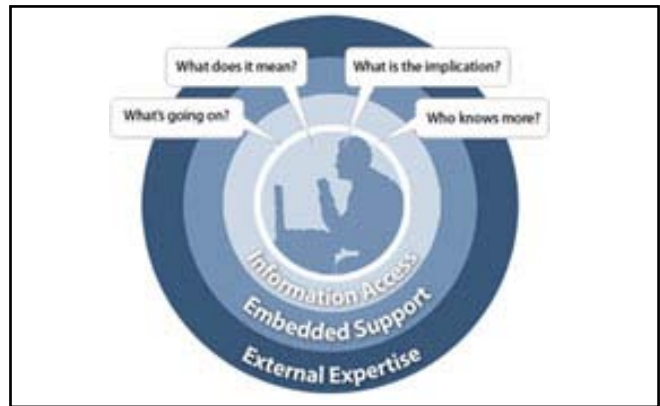 What does it mean?
What is the implication?
What's going on?
Who knows more?
Information Access
Embedded Support
External Expertise